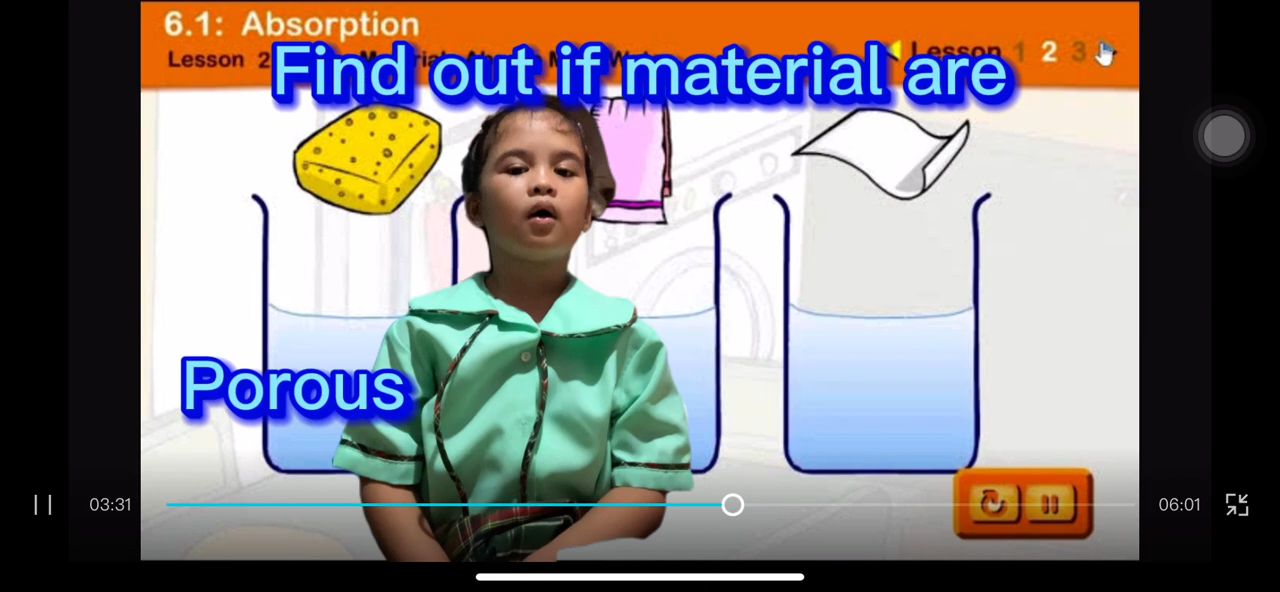 6.1: Absorption
Lesson 2
Lesson 1 2 3
Find out if material are
Porous
03:31
06:01